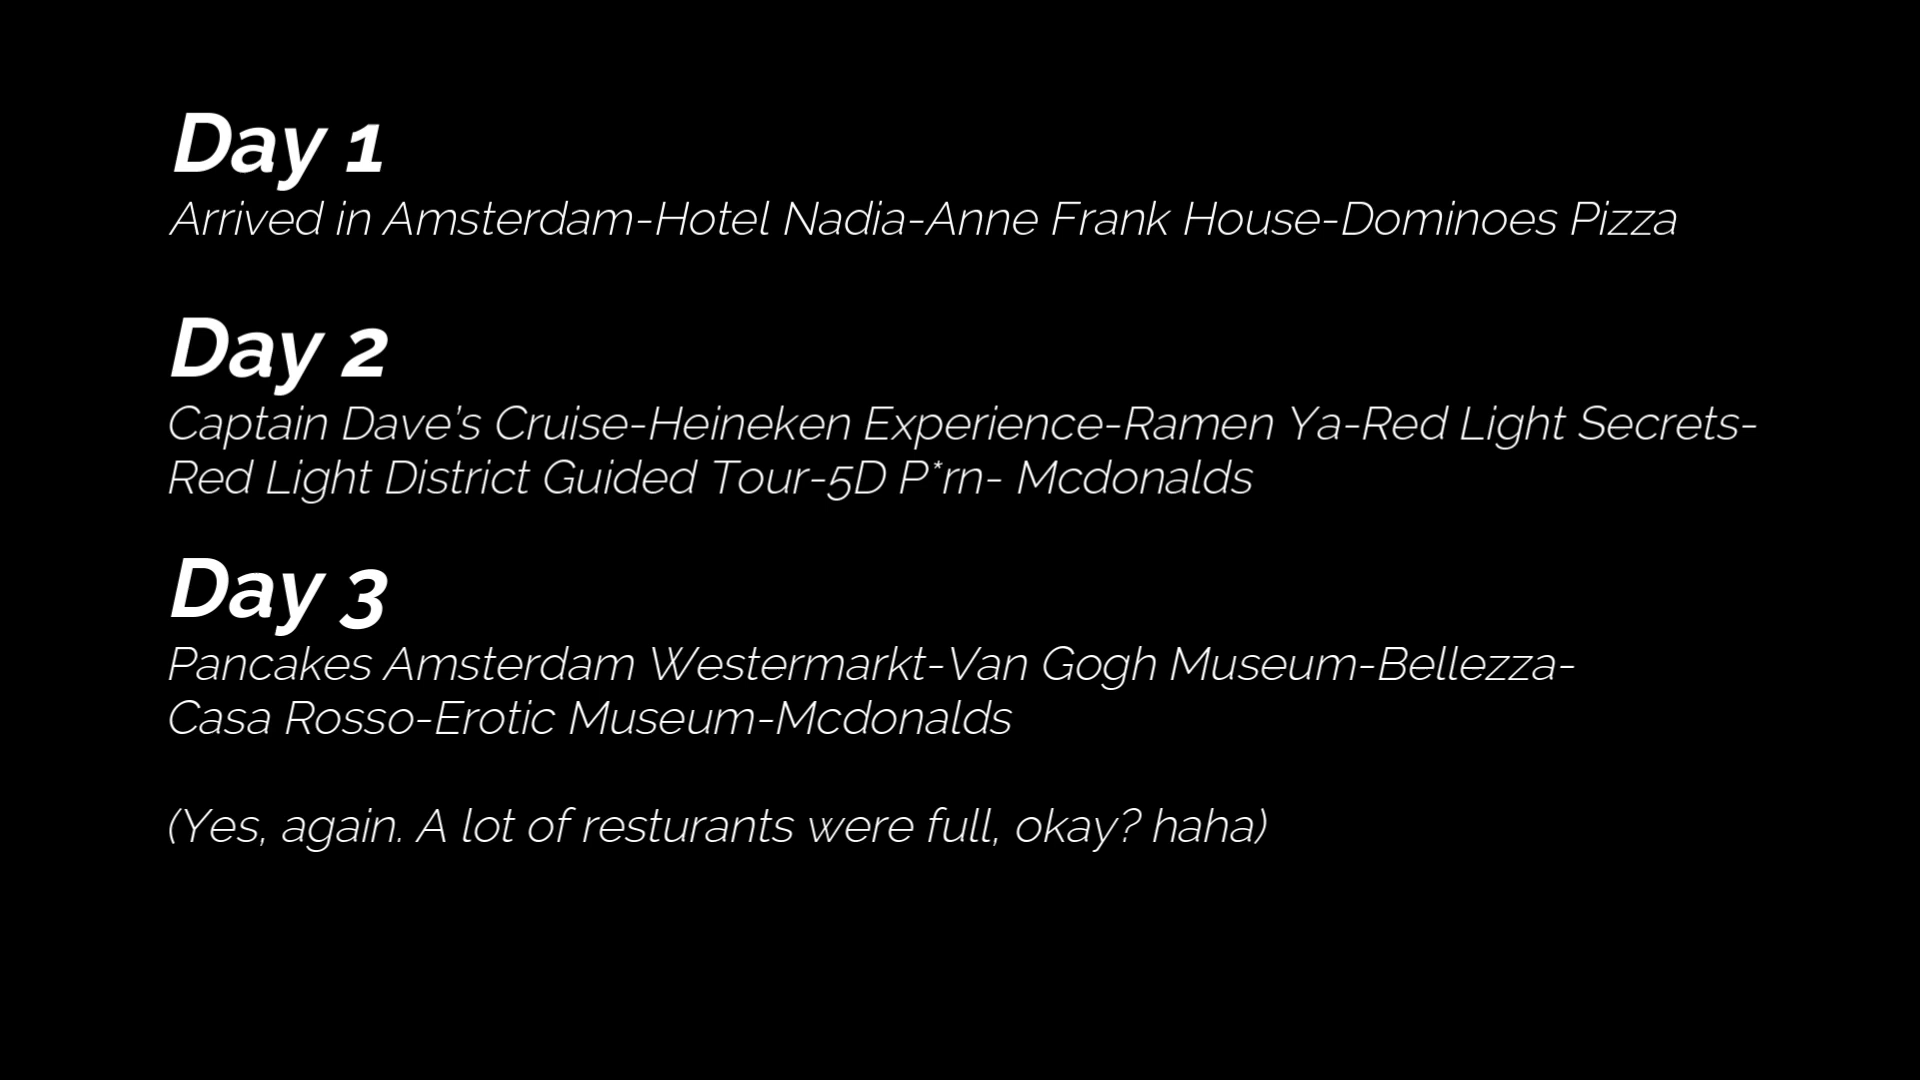 Day 1
Arrived in Amsterdam-Hotel Nadia-Anne Frank House-Dominoes Pizza
Day 2
Captain Dave's Cruise-Heineken Experience-Ramen Ya-Red Light Secrets-
Red Light District Guided Tour-5D P*rn- Mcdonalds
Day 3
Pancakes Amsterdam Westermarkt-Van Gogh Museum-Bellezza-
Casa Rosso-Erotic Museum-Mcdonalds
(Yes, again. A lot of resturants were full, okay? haha)